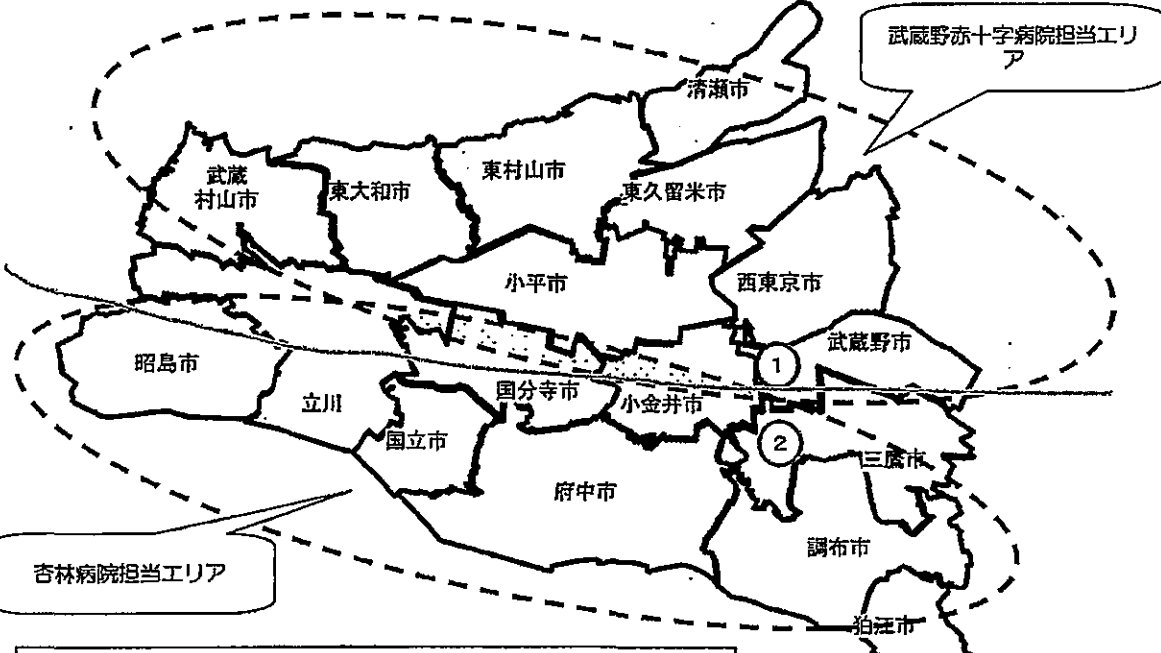 武蔵野赤十字病院担当エリ
ア
清瀬市
武蔵
村山市
東大和市
東村山市
東久留米市
小平市
西東京市
昭島市
立川
国分寺市
小金井市
①
武蔵野市
国立市
②
三鷹市
府中市
調布市
杏林病院担当エリア
狛江市